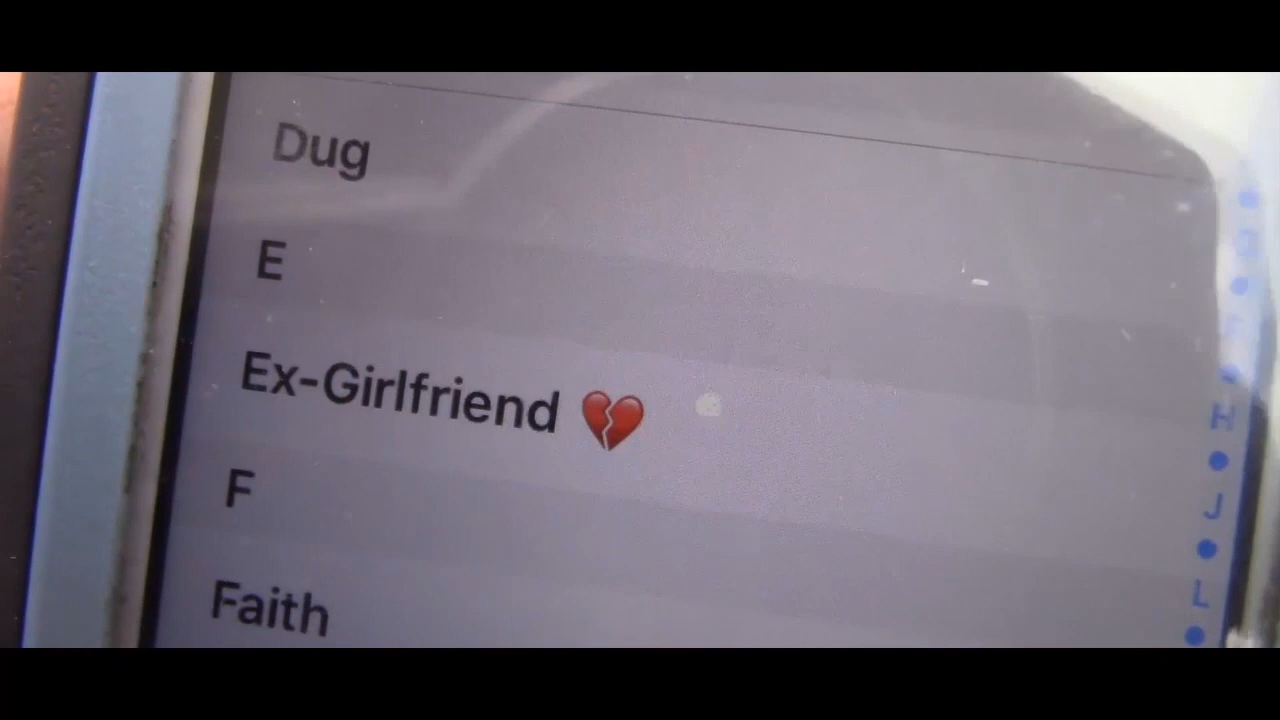 Dug
E
Ex-Girlfriend 💔
F
Faith
H
J
L